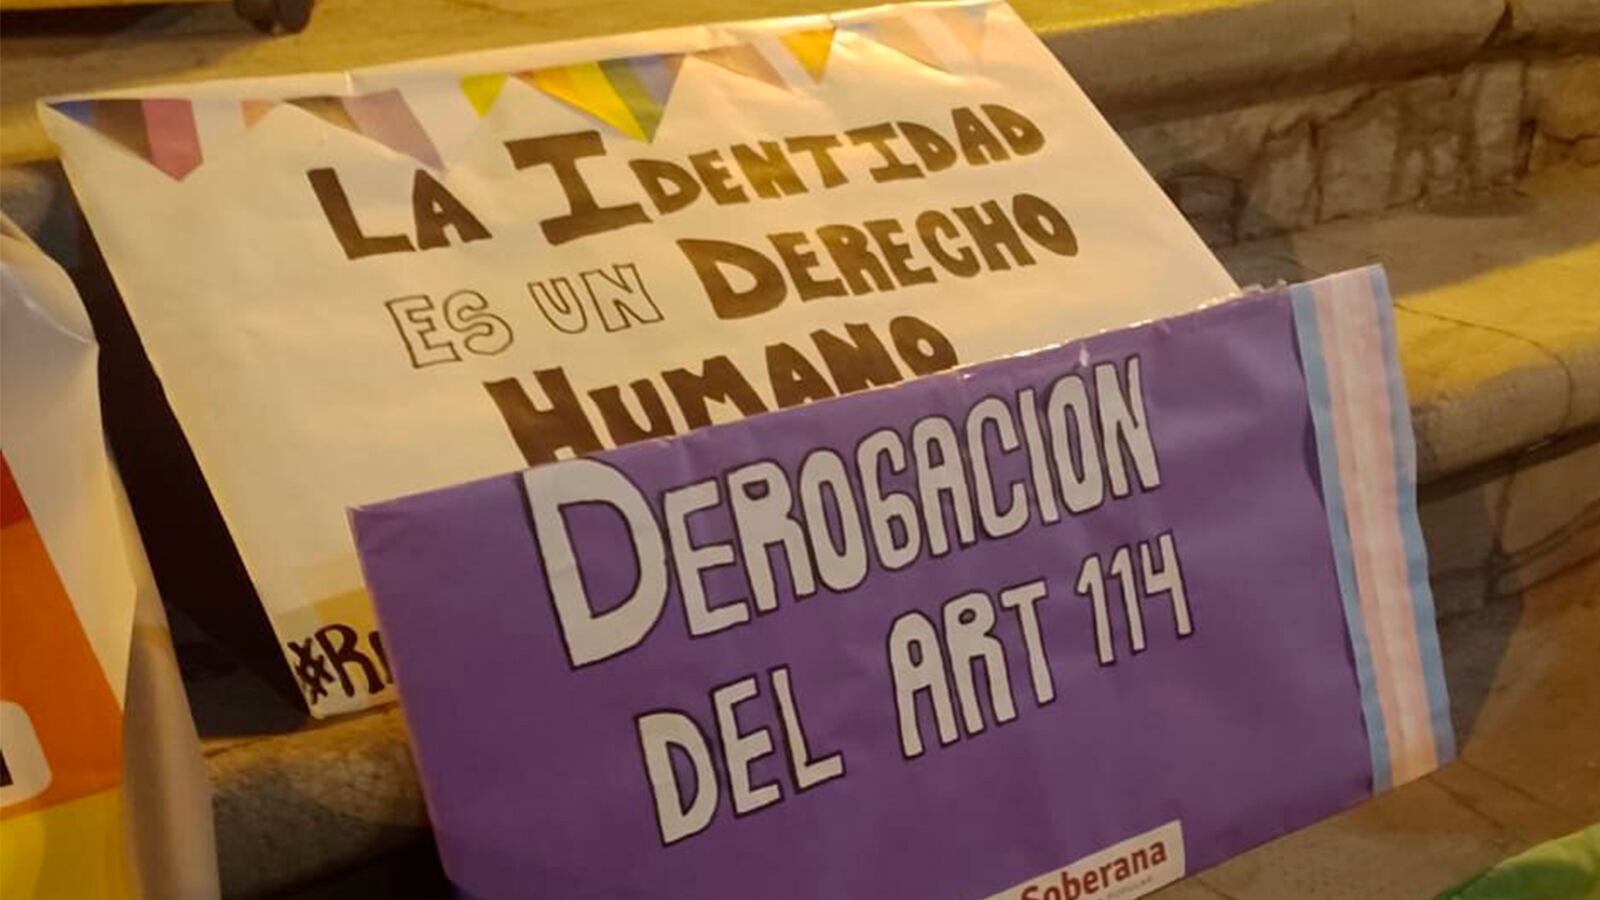 LA IDENTIDAD
ES UN DERECHO
HUMANO
DEROGACION
DEL ART 114
Soberana